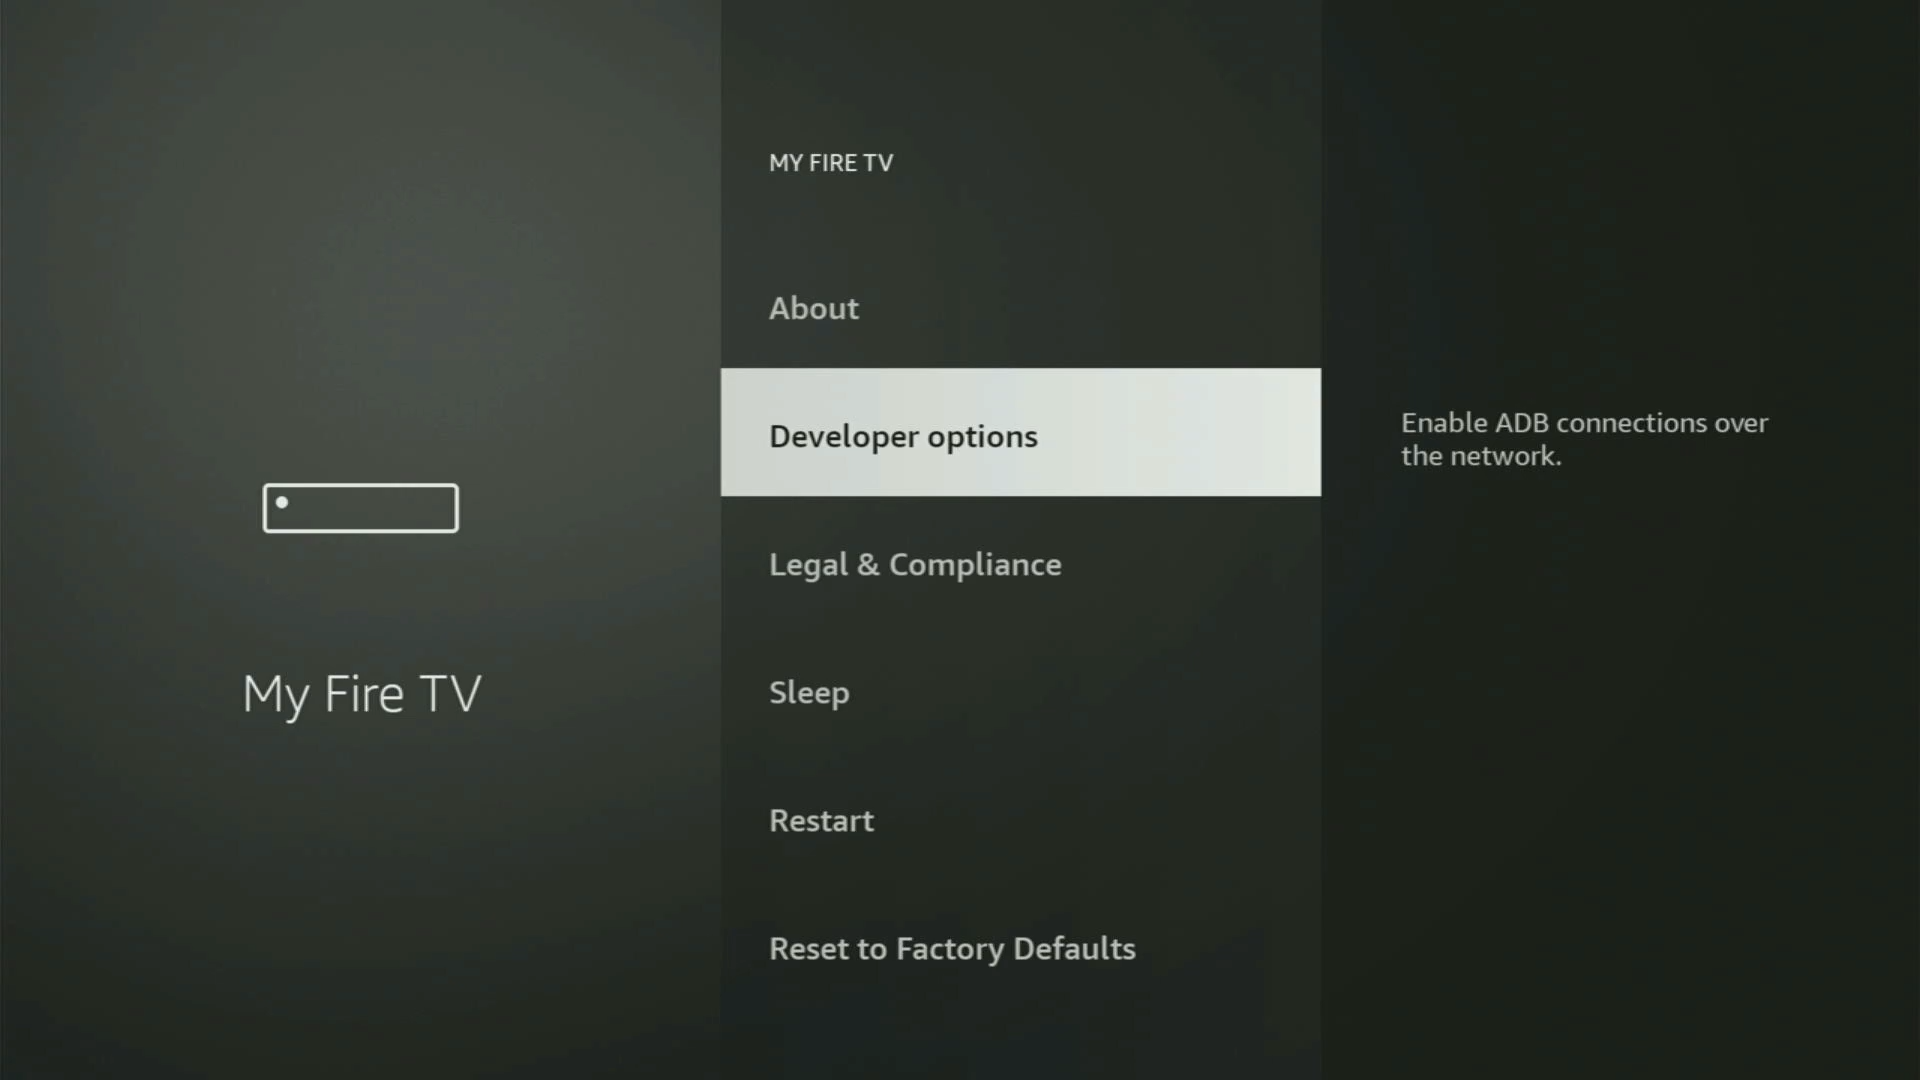 MY FIRE TV
About
Developer options
Enable ADB connections over
the network.
Legal & Compliance
Sleep
My Fire TV
Restart
Reset to Factory Defaults